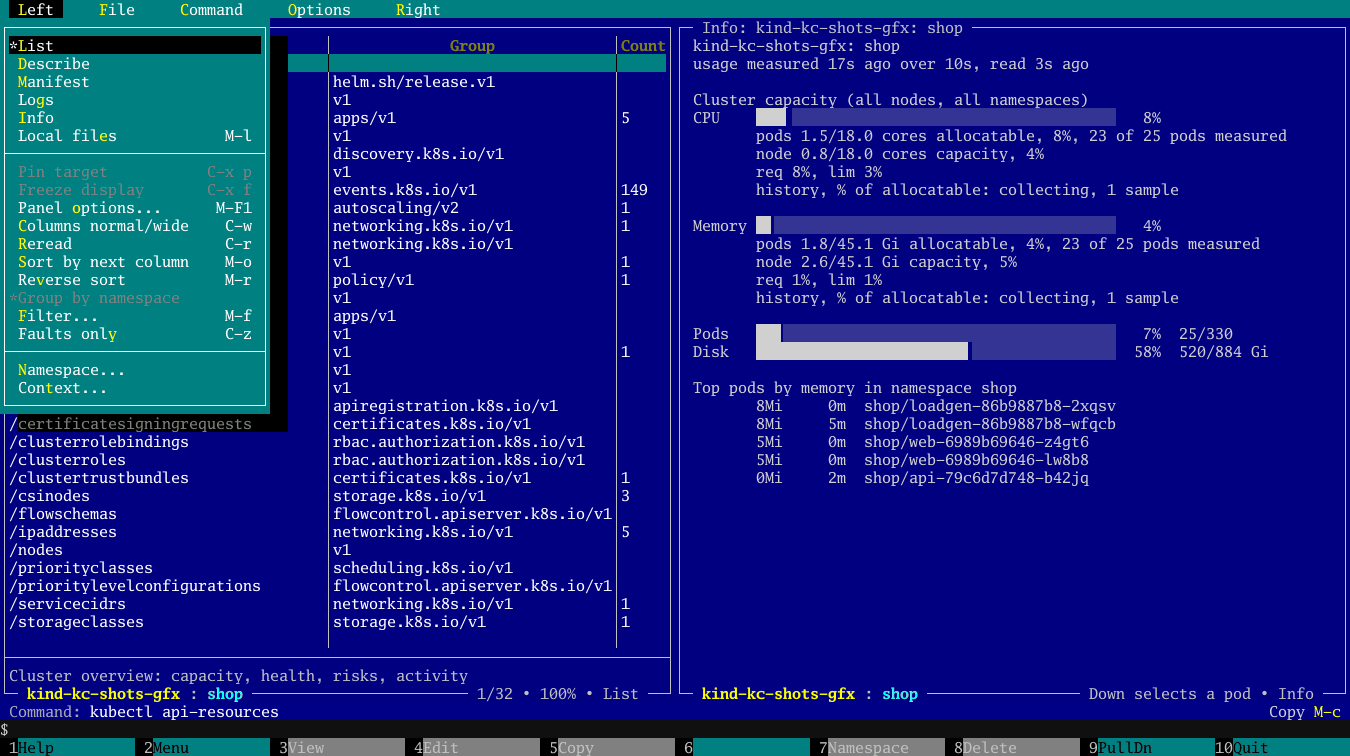 Left File Command Options Right
*List
Describe
Manifest
Logs
Info
Local files M-l
Pin target C-x p
Freeze display C-x f
Panel options... M-F1
Columns normal/wide C-w
Reread C-r
Sort by next column M-o
Reverse sort M-r
*Group by namespace
Filter... M-f
Faults only C-z
Namespace...
Context...
Group Count
helm.sh/release.v1
v1
apps/v1 5
v1
discovery.k8s.io/v1
v1
events.k8s.io/v1 149
autoscaling/v2 1
networking.k8s.io/v1 1
networking.k8s.io/v1
v1 1
policy/v1 1
v1
apps/v1
v1
v1 1
v1
v1
apiregistration.k8s.io/v1
/certificatesigningrequests certificates.k8s.io/v1
/clusterrolebindings rbac.authorization.k8s.io/v1
/clusterroles rbac.authorization.k8s.io/v1
/clustertrustbundles certificates.k8s.io/v1 1
/csinodes storage.k8s.io/v1 3
/flowschemas flowcontrol.apiserver.k8s.io/v1
/ipaddresses networking.k8s.io/v1 5
/nodes v1
/priorityclasses scheduling.k8s.io/v1
/prioritylevelconfigurations flowcontrol.apiserver.k8s.io/v1
/servicecidrs networking.k8s.io/v1 1
/storageclasses storage.k8s.io/v1 1
Cluster overview: capacity, health, risks, activity
kind-kc-shots-gfx : shop 1/32 • 100% • List
Info: kind-kc-shots-gfx: shop
kind-kc-shots-gfx: shop
usage measured 17s ago over 10s, read 3s ago
Cluster capacity (all nodes, all namespaces)
CPU 8%
pods 1.5/18.0 cores allocatable, 8%, 23 of 25 pods measured
node 0.8/18.0 cores capacity, 4%
req 8%, lim 3%
history, % of allocatable: collecting, 1 sample
Memory 4%
pods 1.8/45.1 Gi allocatable, 4%, 23 of 25 pods measured
node 2.6/45.1 Gi capacity, 5%
req 1%, lim 1%
history, % of allocatable: collecting, 1 sample
Pods 7% 25/330
Disk 58% 520/884 Gi
Top pods by memory in namespace shop
8Mi 0m shop/loadgen-86b9887b8-2xqsv
8Mi 5m shop/loadgen-86b9887b8-wfqcb
5Mi 0m shop/web-6989b69646-z4gt6
5Mi 0m shop/web-6989b69646-lw8b8
0Mi 2m shop/api-79c6d7d748-b42jq
kind-kc-shots-gfx : shop Down selects a pod • Info
Command: kubectl api-resources Copy M-c
$
1Help 2Menu 3View 4Edit 5Copy 6 7Namespace 8Delete 9PullDn 10Quit